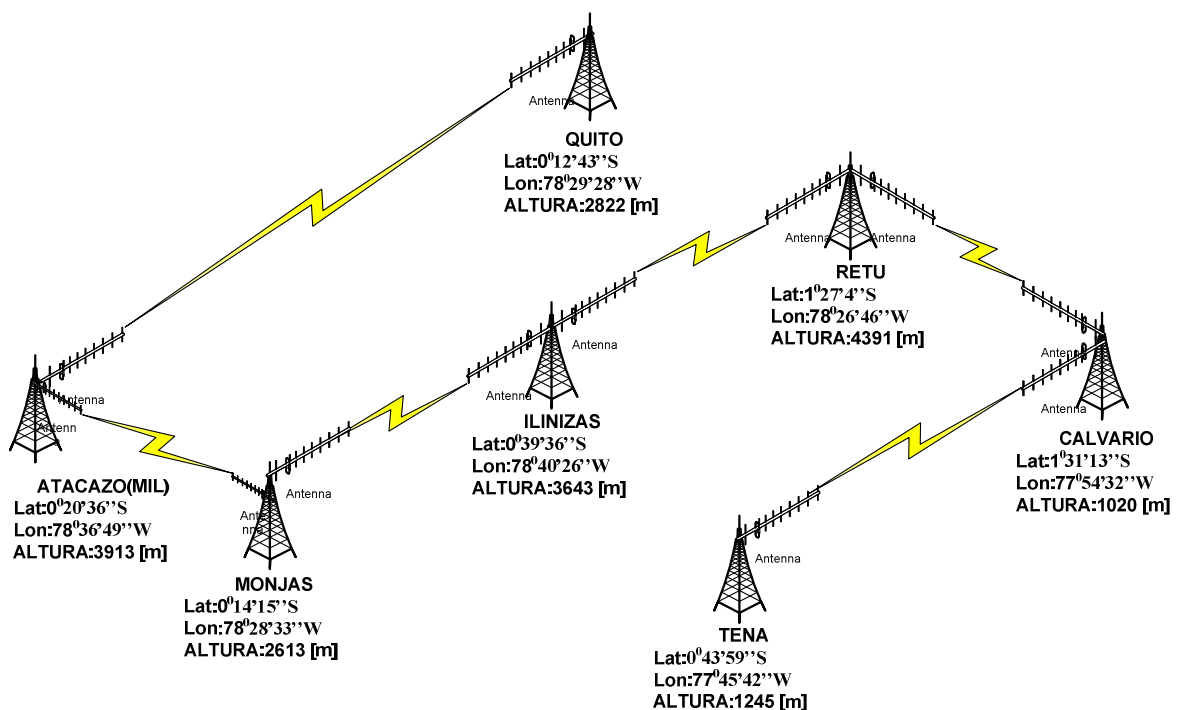 Antenna
QUITO
Lat:0⁰12’43’’S
Lon:78⁰29’28’’W
ALTURA:2822 [m]
Antenna
Antenna
RETU
Lat:1⁰27’4’’S
Lon:78⁰26’46’’W
ALTURA:4391 [m]
Antenna
Antenna
ILINIZAS
Lat:0⁰39’36’’S
Lon:78⁰40’26’’W
ALTURA:3643 [m]
Antenna
Antenna
CALVARIO
Lat:1⁰31’13’’S
Lon:77⁰54’32’’W
ALTURA:1020 [m]
Antenna
Antenn
ATACAZO(MIL)
Lat:0⁰20’36’’S
Lon:78⁰36’49’’W
ALTURA:3913 [m]
Antenna
Ante
nna
MONJAS
Lat:0⁰14’15’’S
Lon:78⁰28’33’’W
ALTURA:2613 [m]
Antenna
TENA
Lat:0⁰43’59’’S
Lon:77⁰45’42’’W
ALTURA:1245 [m]